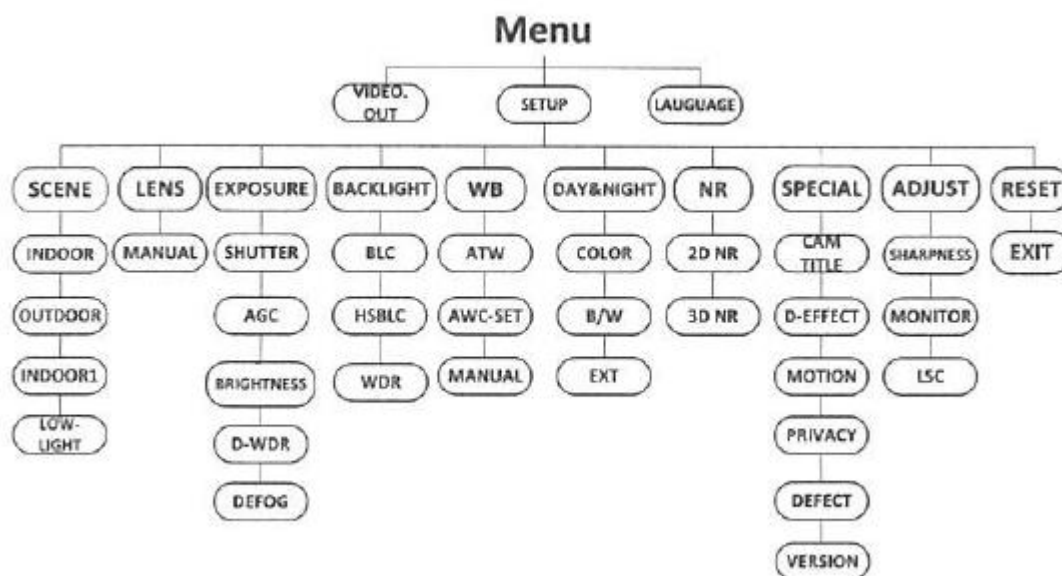 Menu
VIDEO.
OUT
SETUP
LAUGUAGE
SCENE
LENS
EXPOSURE
BACKLIGHT
WB
DAY&NIGHT
NR
SPECIAL
ADJUST
RESET
INDOOR
MANUAL
SHUTTER
BLC
ATW
COLOR
2D NR
CAM
TITLE
SHARPNESS
EXIT
OUTDOOR
AGC
HSBLC
AWC-SET
B/W
3D NR
D-EFFECT
MONITOR
INDOOR1
BRIGHTNESS
WDR
MANUAL
EXT
MOTION
LSC
LOW-
LIGHT
D-WDR
PRIVACY
DEFOG
DEFECT
VERSION